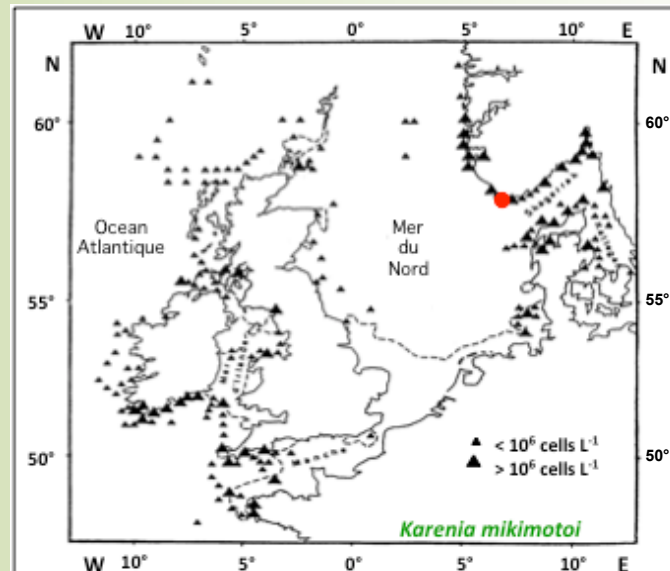 W 10° 5° 0° 5° 10° E
N N
60° 60°
Ocean
Atlantique
Mer
du
Nord
55° 55°
50° 50°
< 10⁶ cells L⁻¹
> 10⁶ cells L⁻¹
Karenia mikimotoi
W 10° 5° 0° 5° 10° E